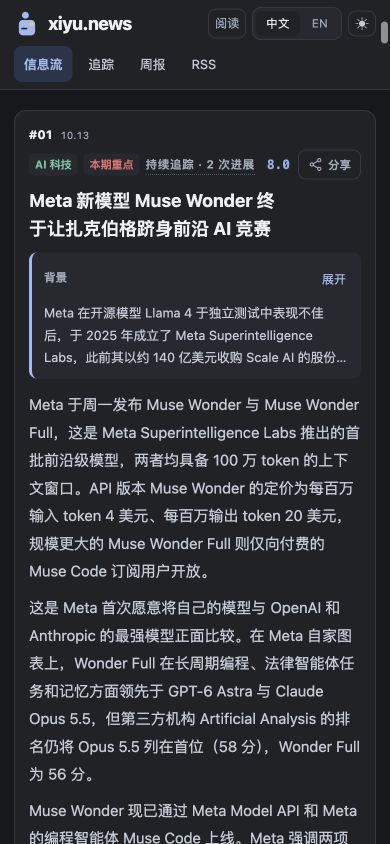 xiyu.news
阅读
中文
EN
信息流
追踪
周报
RSS
#01 10.13
AI 科技
本期重点
持续追踪 · 2 次进展
8.0
分享
Meta 新模型 Muse Wonder 终
于让扎克伯格跻身前沿 AI 竞赛
背景
展开
Meta 在开源模型 Llama 4 于独立测试中表现不佳
后，于 2025 年成立了 Meta Superintelligence
Labs，此前其以约 140 亿美元收购 Scale AI 的股份...
Meta 于周一发布 Muse Wonder 与 Muse Wonder
Full，这是 Meta Superintelligence Labs 推出的首
批前沿级模型，两者均具备 100 万 token 的上下
文窗口。API 版本 Muse Wonder 的定价为每百万
输入 token 4 美元、每百万输出 token 20 美元，
规模更大的 Muse Wonder Full 则仅向付费的
Muse Code 订阅用户开放。
这是 Meta 首次愿意将自己的模型与 OpenAI 和
Anthropic 的最强模型正面比较。在 Meta 自家图
表上，Wonder Full 在长周期编程、法律智能体任
务和记忆方面领先于 GPT-6 Astra 与 Claude
Opus 5.5，但第三方机构 Artificial Analysis 的排
名仍将 Opus 5.5 列在首位（58 分），Wonder Full
为 56 分。
Muse Wonder 现已通过 Meta Model API 和 Meta
的编程智能体 Muse Code 上线。Meta 强调两项